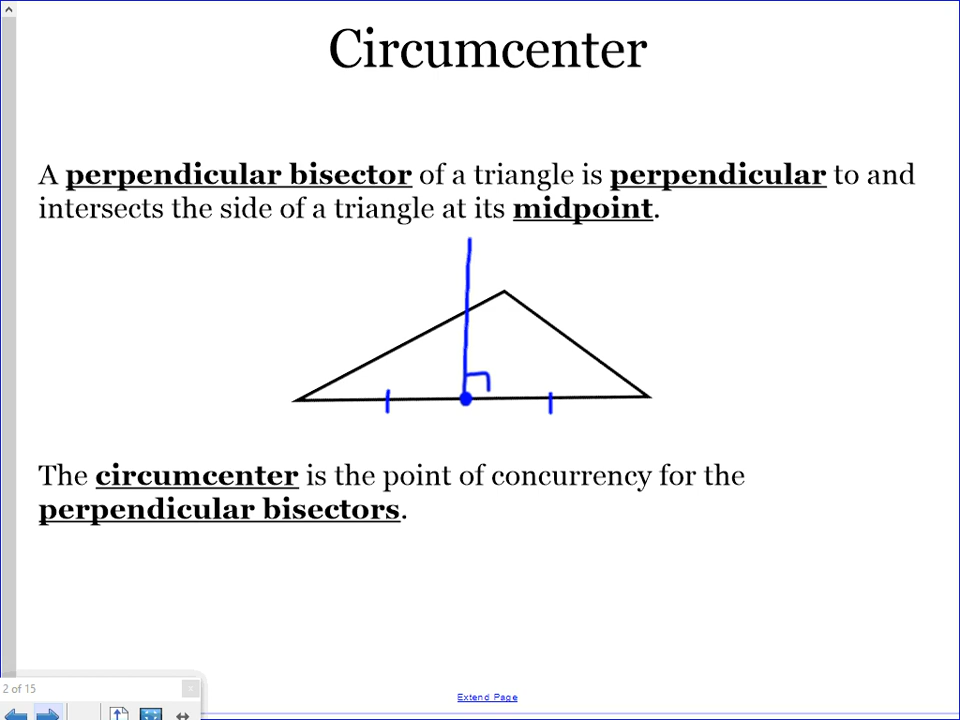 Circumcenter
A perpendicular bisector of a triangle is perpendicular to and
intersects the side of a triangle at its midpoint.
The circumcenter is the point of concurrency for the
perpendicular bisectors.
2 of 15
Extend Page